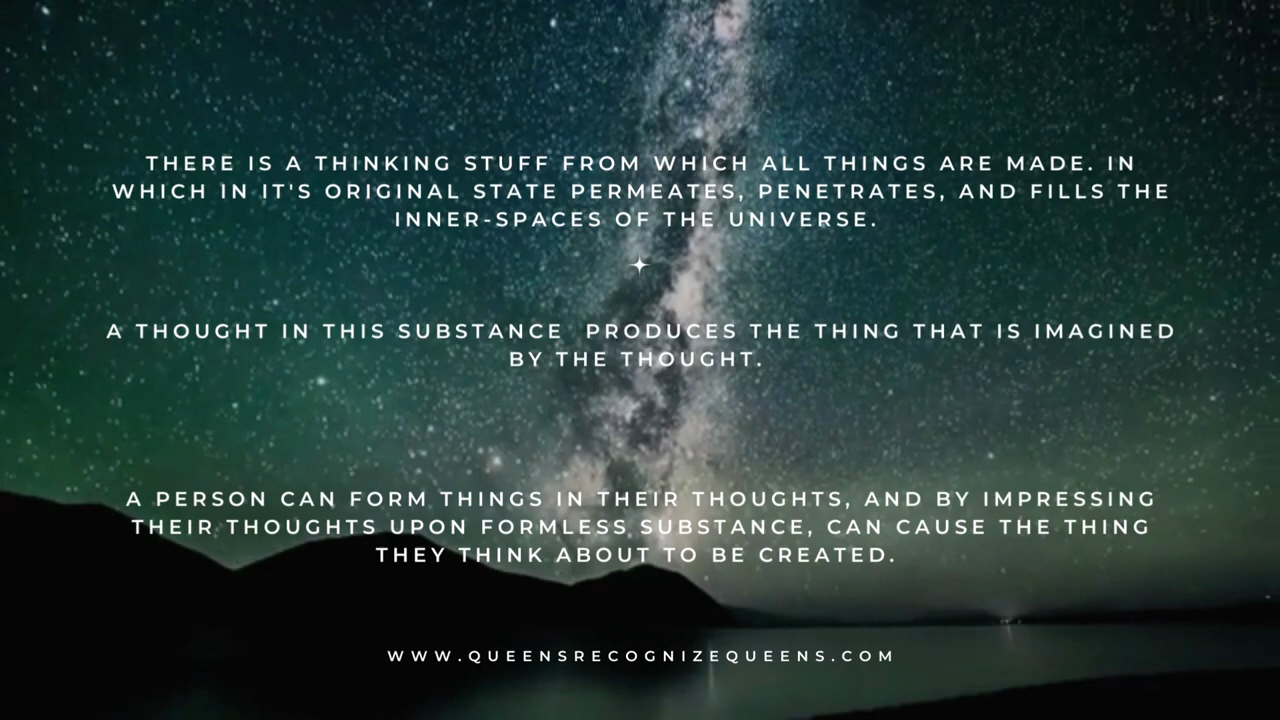 THERE IS A THINKING STUFF FROM WHICH ALL THINGS ARE MADE. IN
WHICH IN IT'S ORIGINAL STATE PERMEATES, PENETRATES, AND FILLS THE
INNER-SPACES OF THE UNIVERSE.
A THOUGHT IN THIS SUBSTANCE PRODUCES THE THING THAT IS IMAGINED
BY THE THOUGHT.
A PERSON CAN FORM THINGS IN THEIR THOUGHTS, AND BY IMPRESSING
THEIR THOUGHTS UPON FORMLESS SUBSTANCE, CAN CAUSE THE THING
THEY THINK ABOUT TO BE CREATED.
WWW.QUEENSRECOGNIZEQUEENS.COM